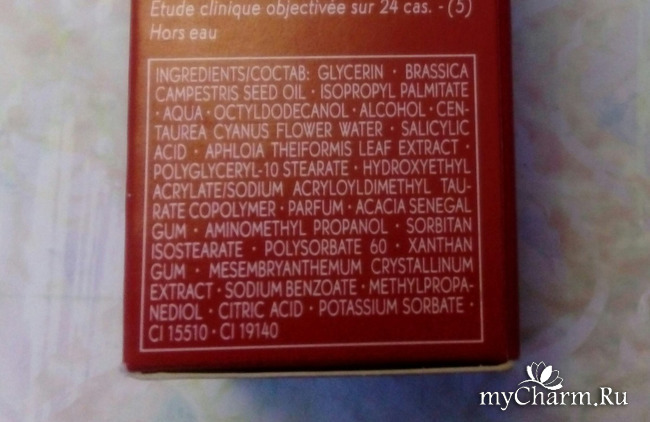 Etude clinique objectivée sur 24 cas. - (5)
Hors eau
INGREDIENTS/СОСТАВ: GLYCERIN · BRASSICA
CAMPESTRIS SEED OIL · ISOPROPYL PALMITATE
· AQUA · OCTYLDODECANOL · ALCOHOL · CEN-
TAUREA CYANUS FLOWER WATER · SALICYLIC
ACID · APHLOIA THEIFORMIS LEAF EXTRACT ·
POLYGLYCERYL-10 STEARATE · HYDROXYETHYL
ACRYLATE/SODIUM ACRYLOYLDIMETHYL TAU-
RATE COPOLYMER · PARFUM · ACACIA SENEGAL
GUM · AMINOMETHYL PROPANOL · SORBITAN
ISOSTEARATE · POLYSORBATE 60 · XANTHAN
GUM · MESEMBRYANTHEMUM CRYSTALLINUM
EXTRACT · SODIUM BENZOATE · METHYLPROPA-
NEDIOL · CITRIC ACID · POTASSIUM SORBATE ·
CI 15510 · CI 19140
myCharm.Ru